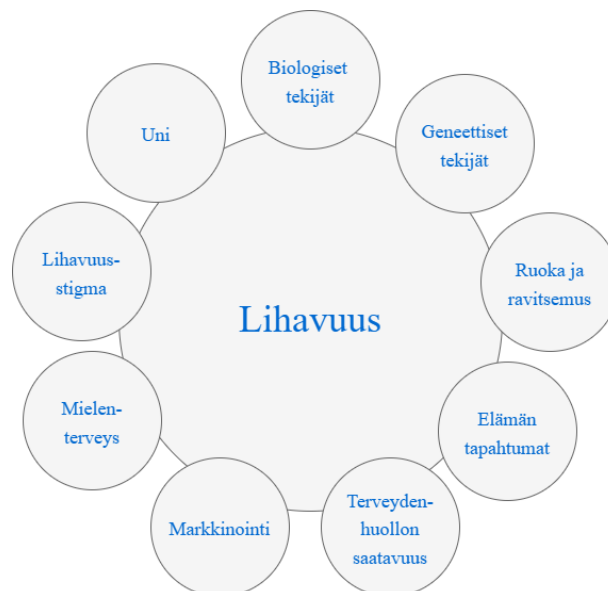 Biologiset
tekijät
Geneettiset
tekijät
Ruoka ja
ravitsemus
Elämän
tapahtumat
Terveyden-
huollon
saatavuus
Markkinointi
Mielen-
terveys
Lihavuus-
stigma
Uni
Lihavuus